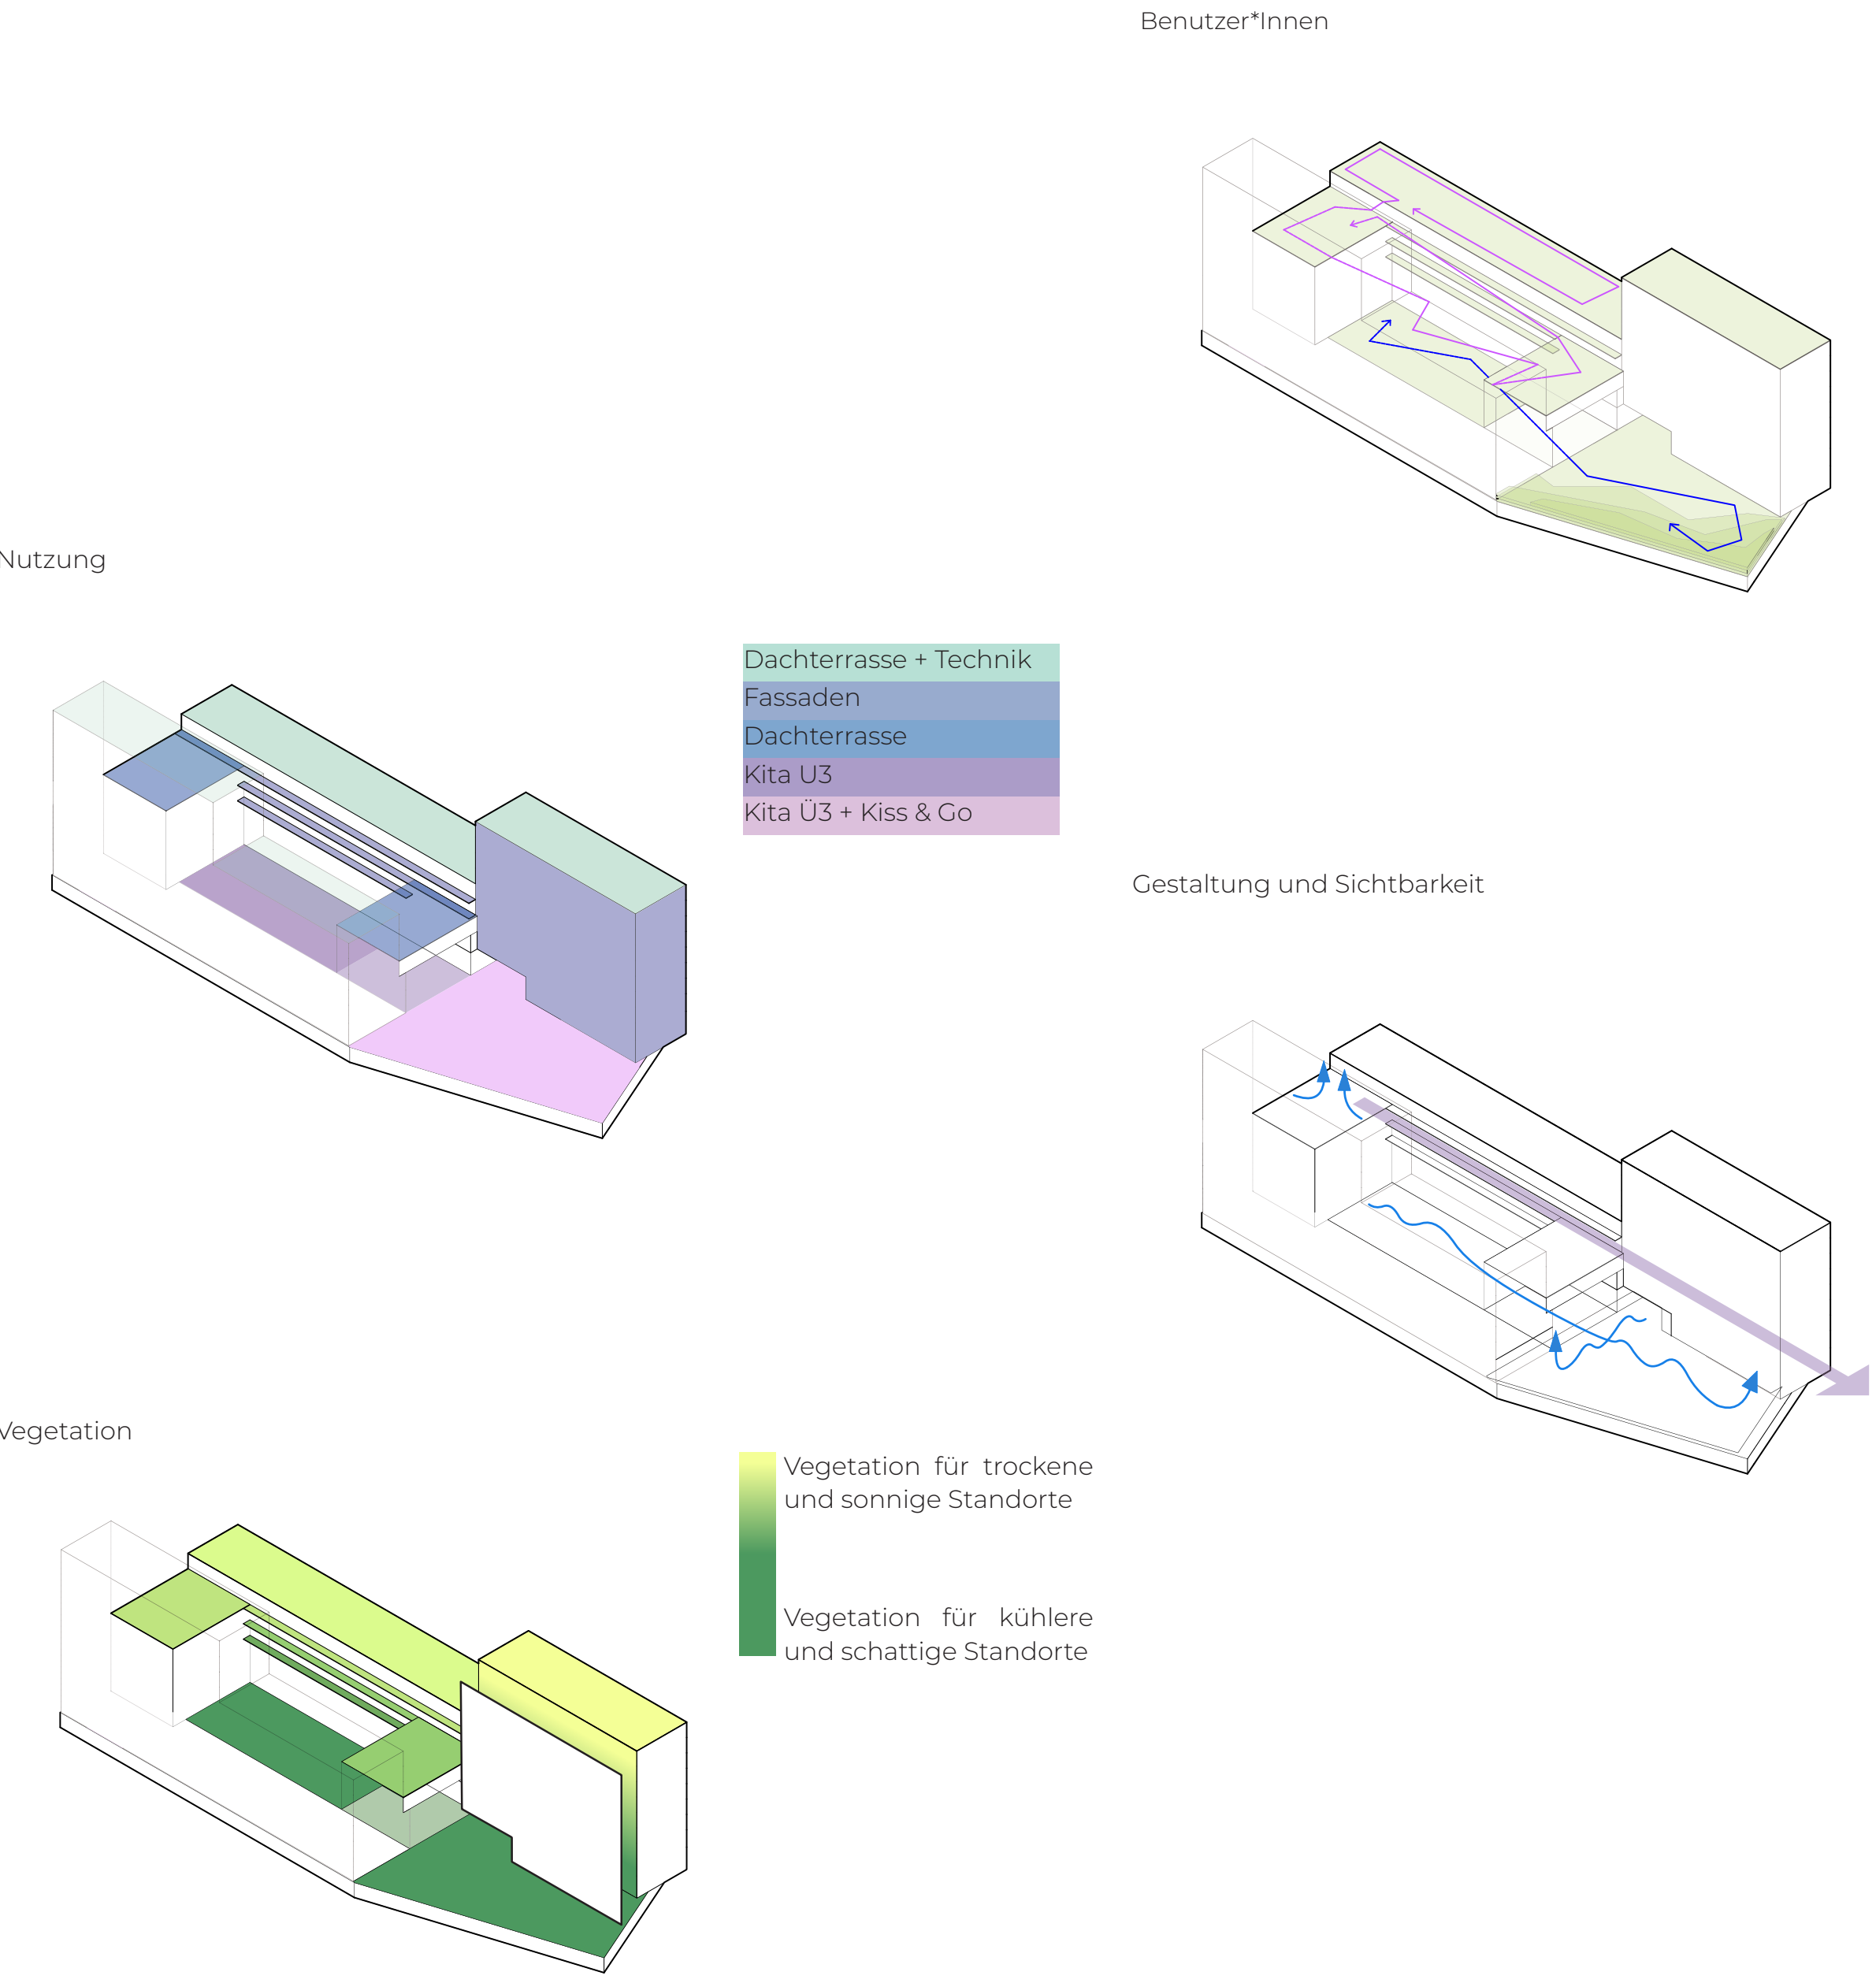 Benutzer*Innen
Nutzung
Dachterrasse + Technik
Fassaden
Dachterrasse
Kita U3
Kita Ü3 + Kiss & Go
Gestaltung und Sichtbarkeit
Vegetation
Vegetation für trockene
und sonnige Standorte
Vegetation für kühlere
und schattige Standorte